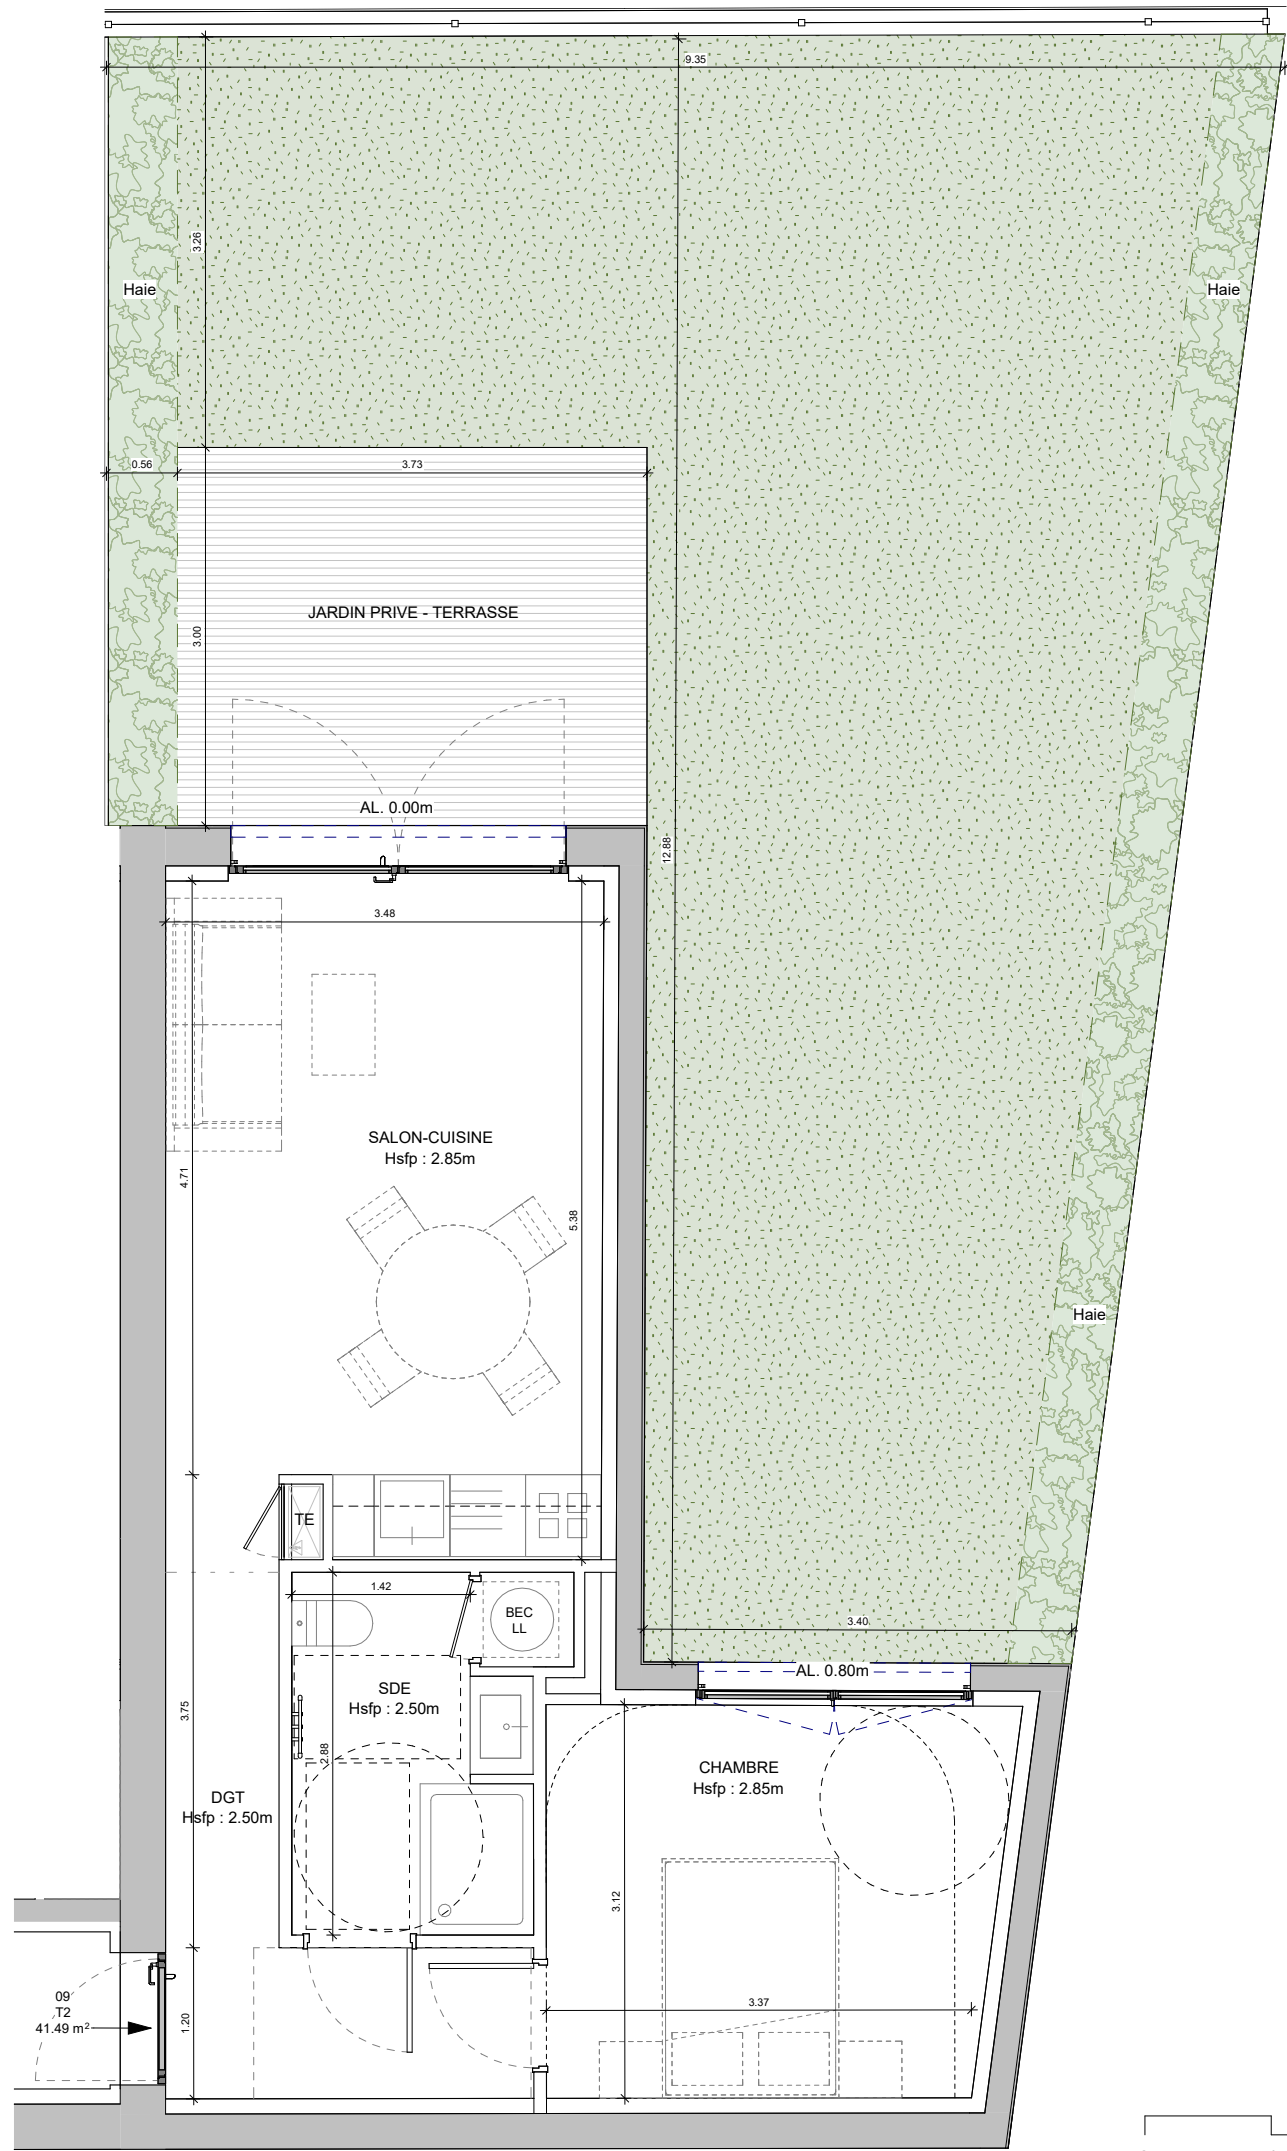 9.35
3.26
Haie
Haie
0.56
3.73
JARDIN PRIVE - TERRASSE
3.00
AL. 0.00m
12.88
3.48
SALON-CUISINE
Hsfp : 2.85m
4.71
5.38
Haie
TE
1.42
BEC
LL
3.40
AL. 0.80m
SDE
Hsfp : 2.50m
3.75
2.88
CHAMBRE
Hsfp : 2.85m
DGT
Hsfp : 2.50m
3.12
09
T2
41.49 m²
1.20
3.37